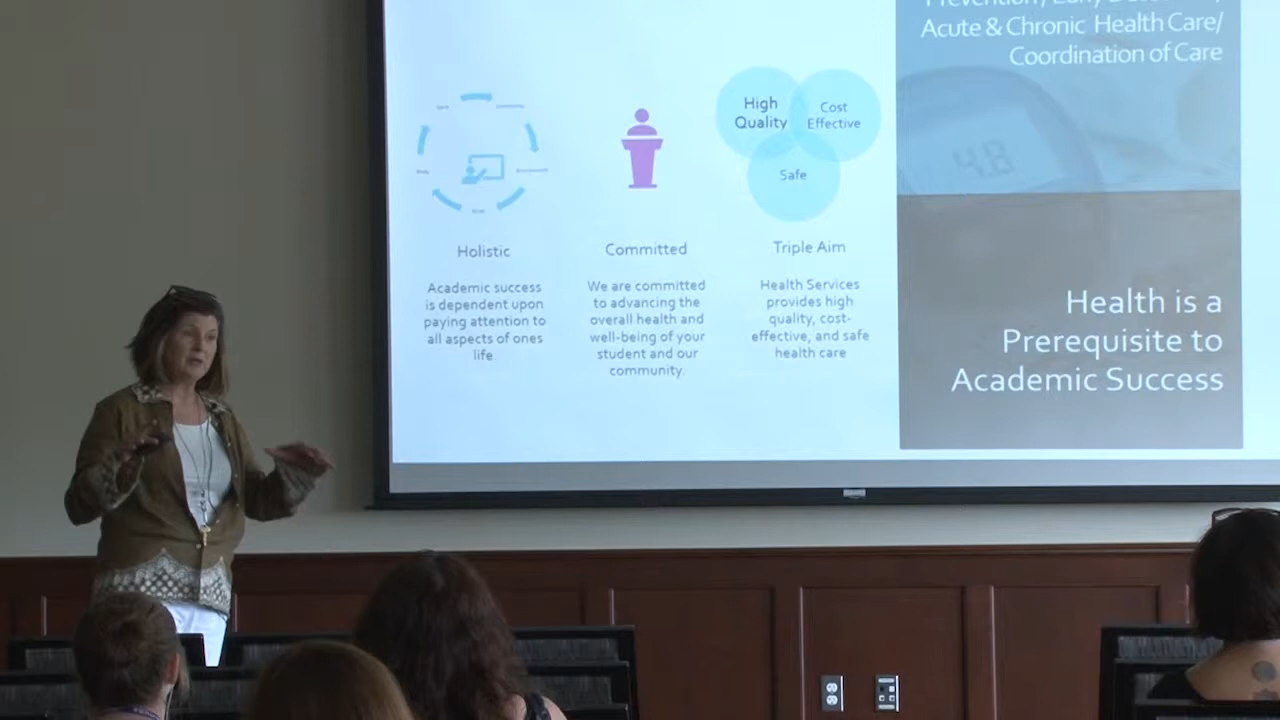 Acute & Chronic Health Care/
Coordination of Care
High
Quality
Cost
Effective
Safe
4.8
Holistic
Academic success
is dependent upon
paying attention to
all aspects of ones
life.
Committed
We are committed
to advancing the
overall health and
well-being of your
student and our
community.
Triple Aim
Health Services
provides high
quality, cost-
effective, and safe
health care
Health is a
Prerequisite to
Academic Success